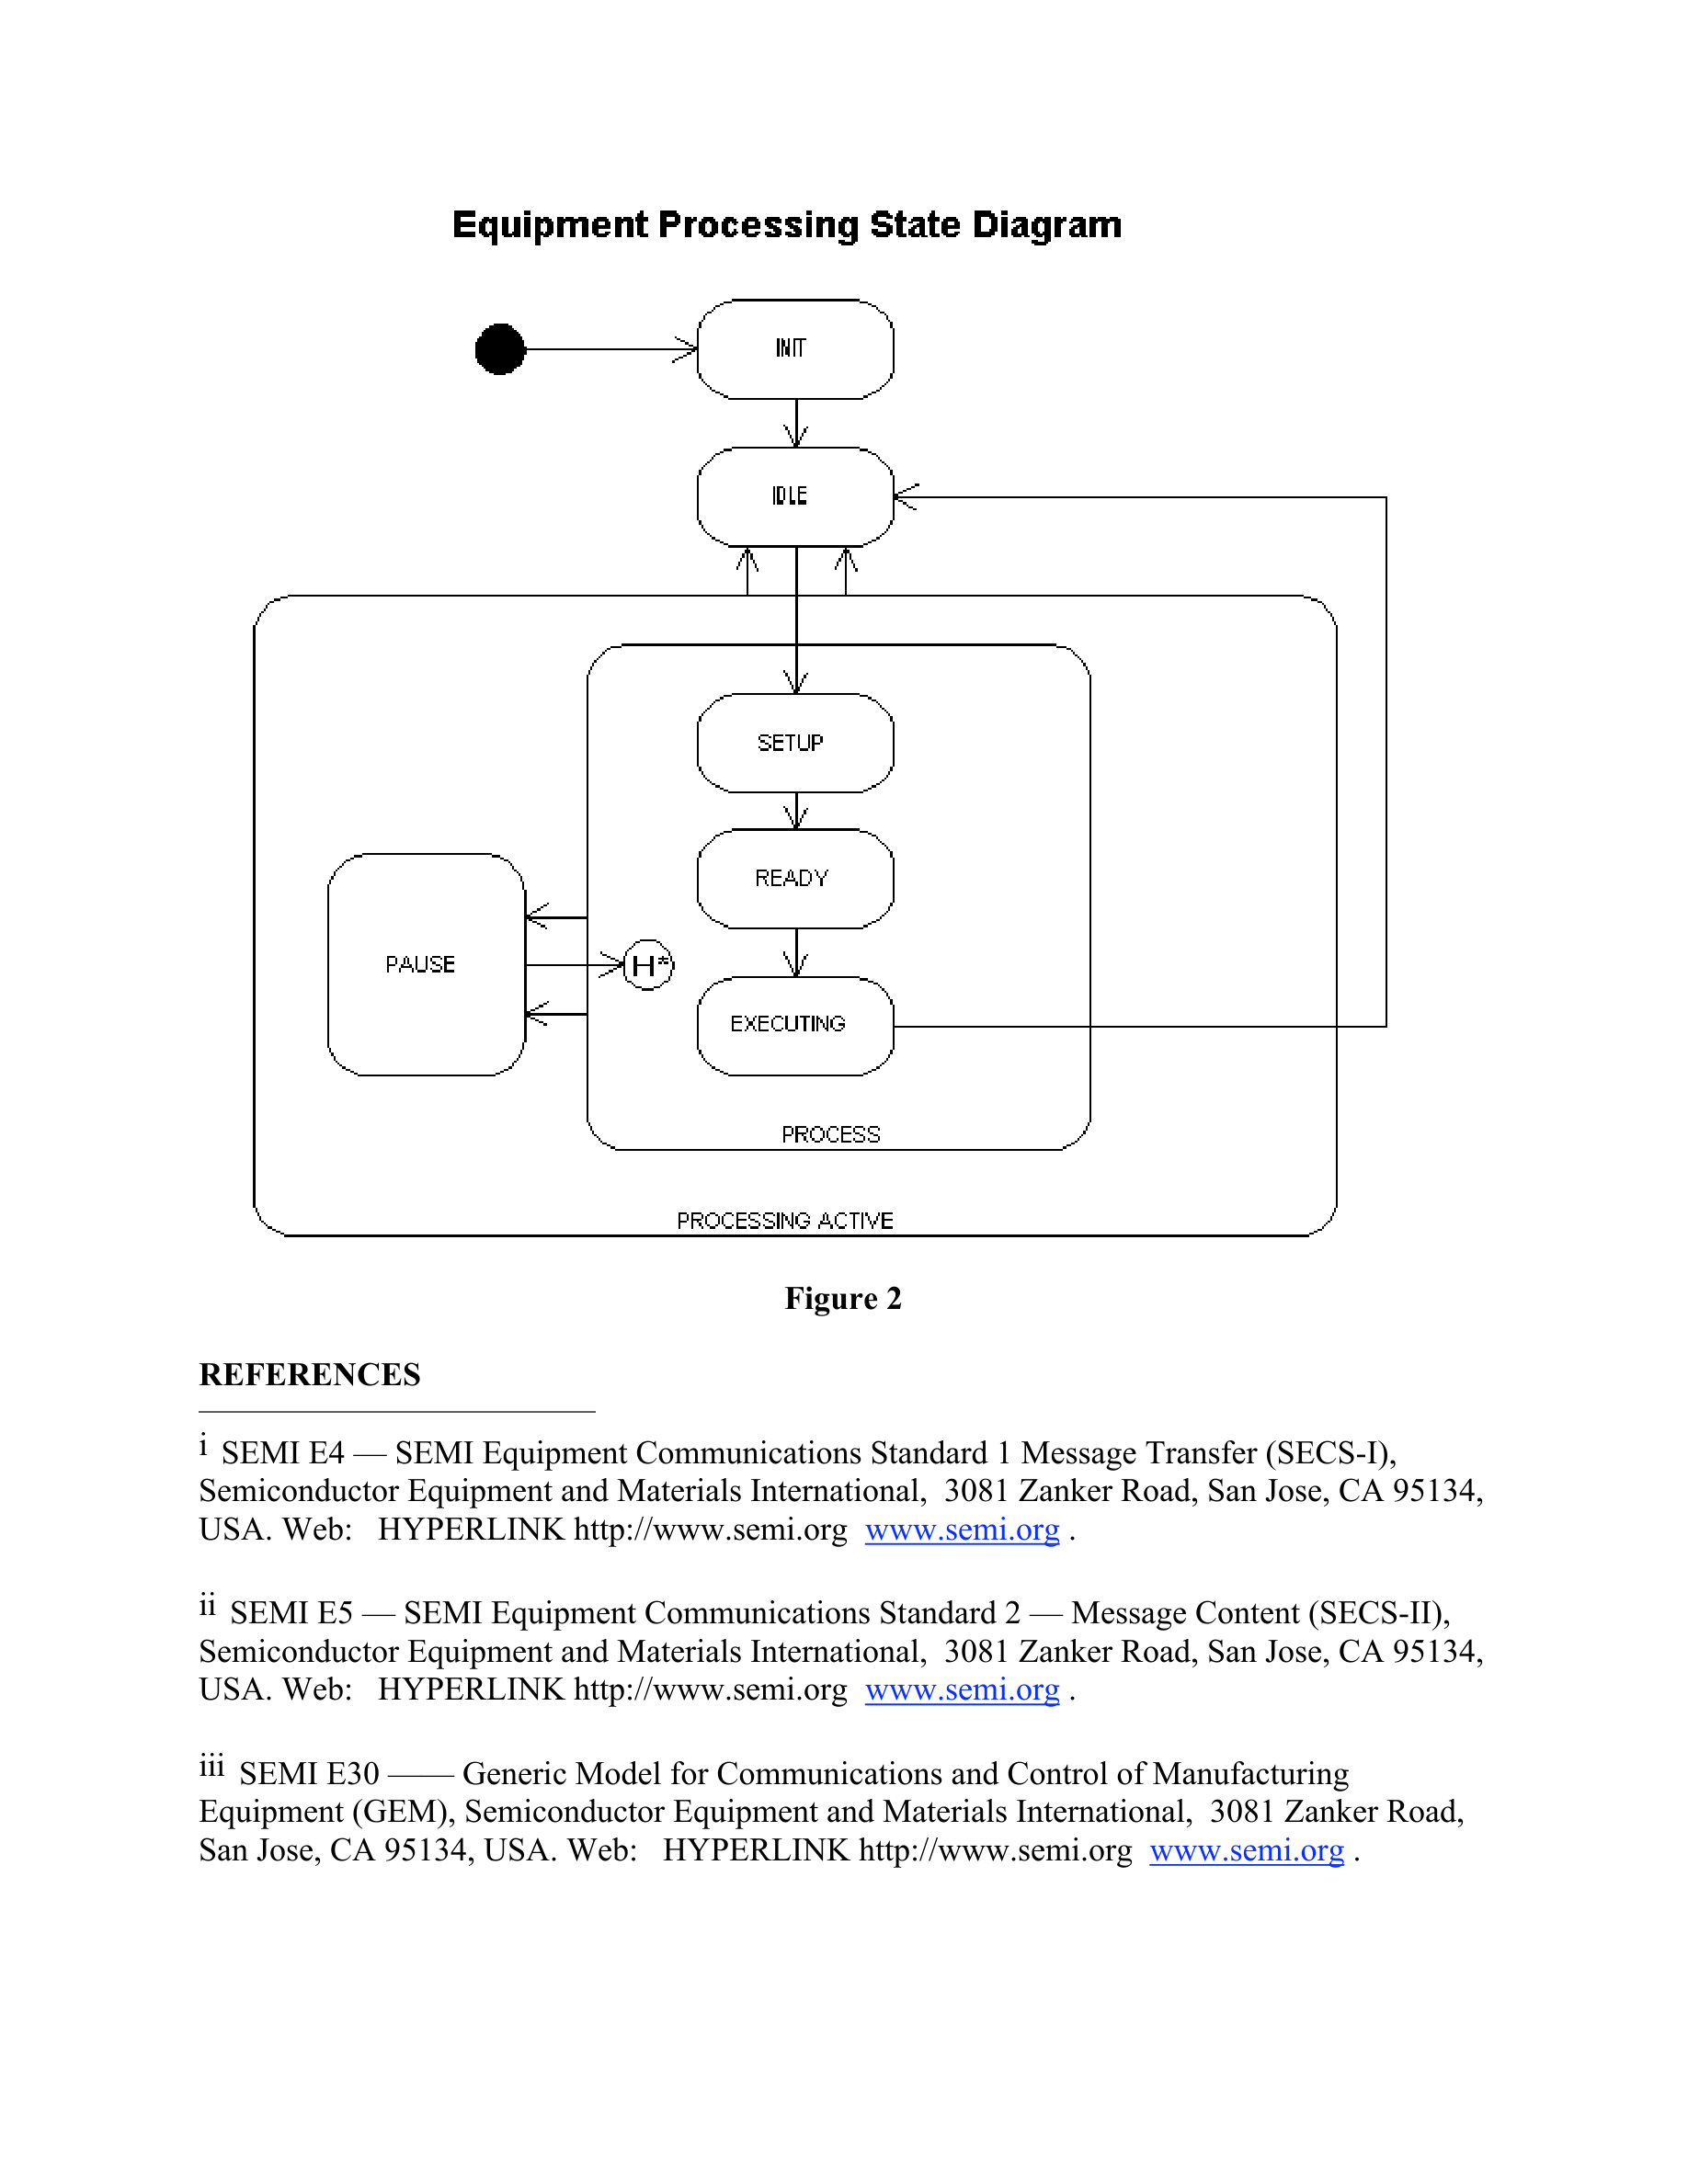 Equipment Processing State Diagram
INIT
IDLE
SETUP
READY
PAUSE
H*
EXECUTING
PROCESS
PROCESSING ACTIVE
Figure 2
REFERENCES
i SEMI E4 — SEMI Equipment Communications Standard 1 Message Transfer (SECS-I),
Semiconductor Equipment and Materials International, 3081 Zanker Road, San Jose, CA 95134,
USA. Web: HYPERLINK http://www.semi.org www.semi.org .
ii SEMI E5 — SEMI Equipment Communications Standard 2 — Message Content (SECS-II),
Semiconductor Equipment and Materials International, 3081 Zanker Road, San Jose, CA 95134,
USA. Web: HYPERLINK http://www.semi.org www.semi.org .
iii SEMI E30 —— Generic Model for Communications and Control of Manufacturing
Equipment (GEM), Semiconductor Equipment and Materials International, 3081 Zanker Road,
San Jose, CA 95134, USA. Web: HYPERLINK http://www.semi.org www.semi.org .